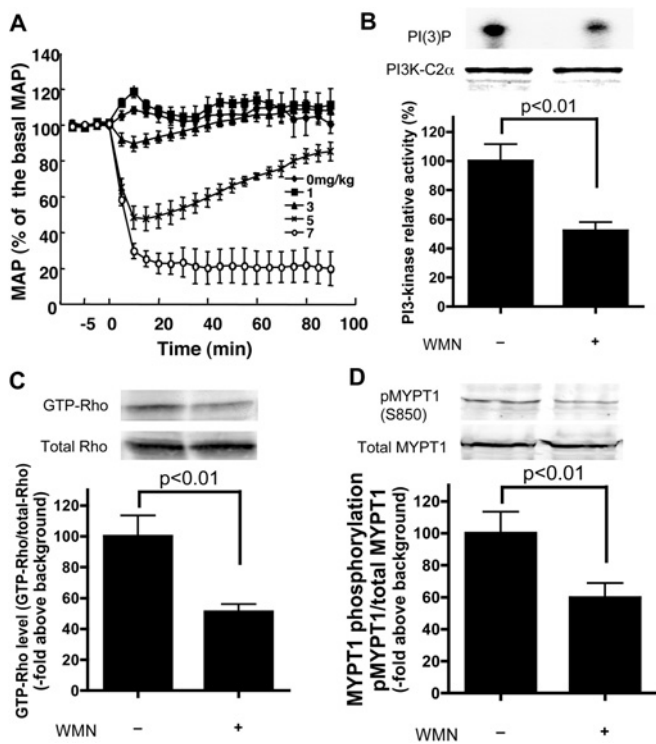 A
MAP (% of the basal MAP)
140
120
100
80
60
40
20
0
-5 0 20 40 60 80 100
Time (min)
0mg/kg
1
3
5
7
B
PI(3)P
PI3K-C2α
p<0.01
PI3-kinase relative activity (%)
120
100
80
60
40
20
0
WMN – +
C
GTP-Rho
Total Rho
p<0.01
GTP-Rho level (GTP-Rho/total-Rho)
(-fold above background)
120
100
80
60
40
20
0
WMN – +
D
pMYPT1
(S850)
Total MYPT1
p<0.01
MYPT1 phosphorylation
pMYPT1/total MYPT1
(-fold above background)
120
100
80
60
40
20
0
WMN – +